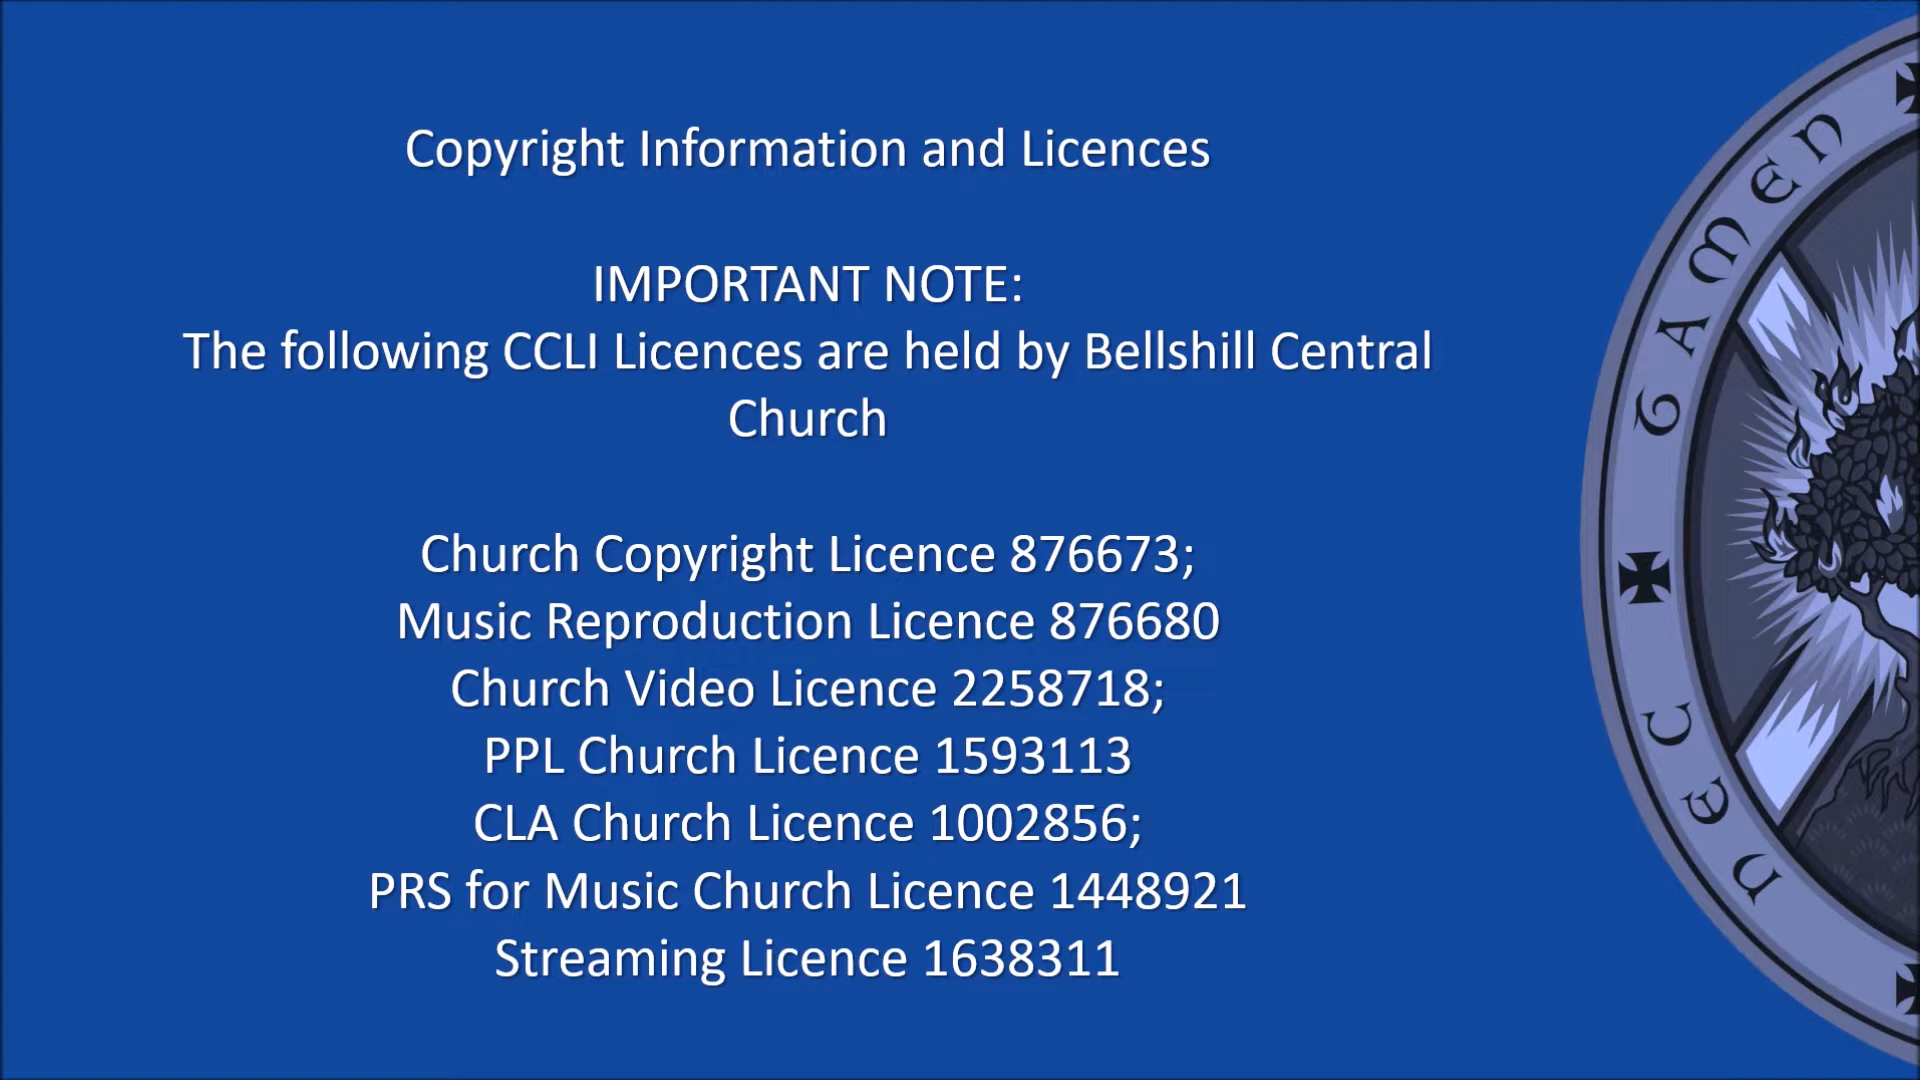 Copyright Information and Licences
IMPORTANT NOTE:
The following CCLI Licences are held by Bellshill Central
Church
Church Copyright Licence 876673;
Music Reproduction Licence 876680
Church Video Licence 2258718;
PPL Church Licence 1593113
CLA Church Licence 1002856;
PRS for Music Church Licence 1448921
Streaming Licence 1638311
NEC
TAMEN